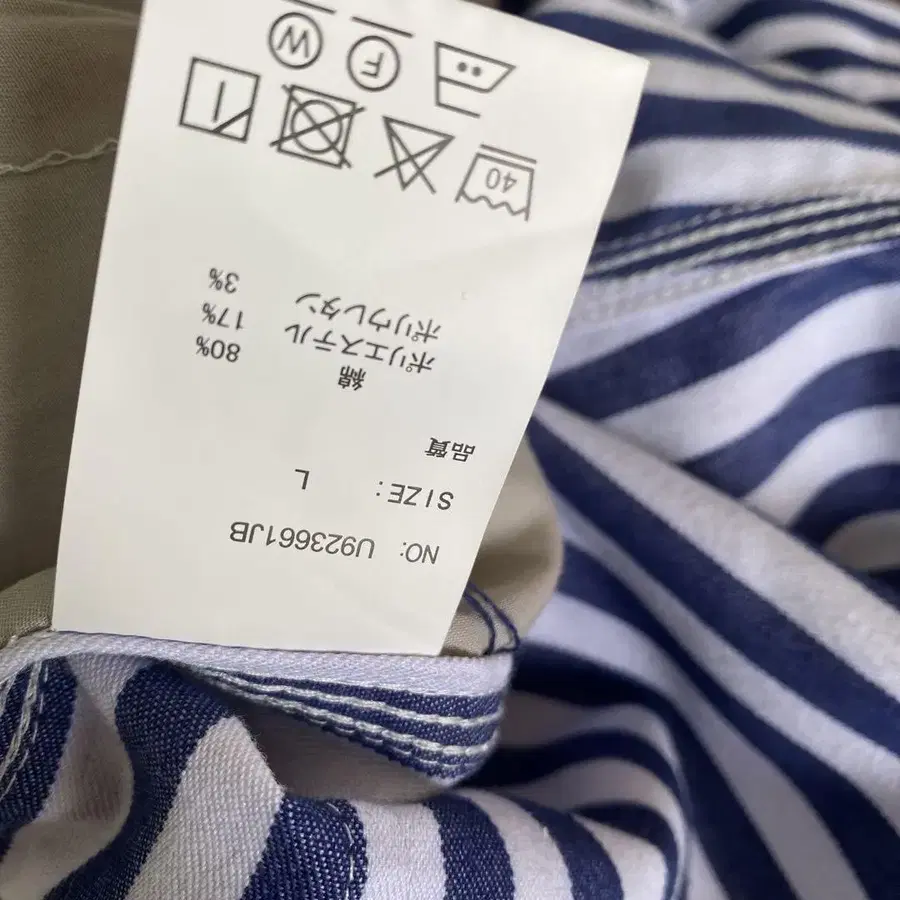 NO: U923661JB
SIZE: L
品質
綿 80%
ポリエステル 17%
ポリウレタン 3%
40
F
W